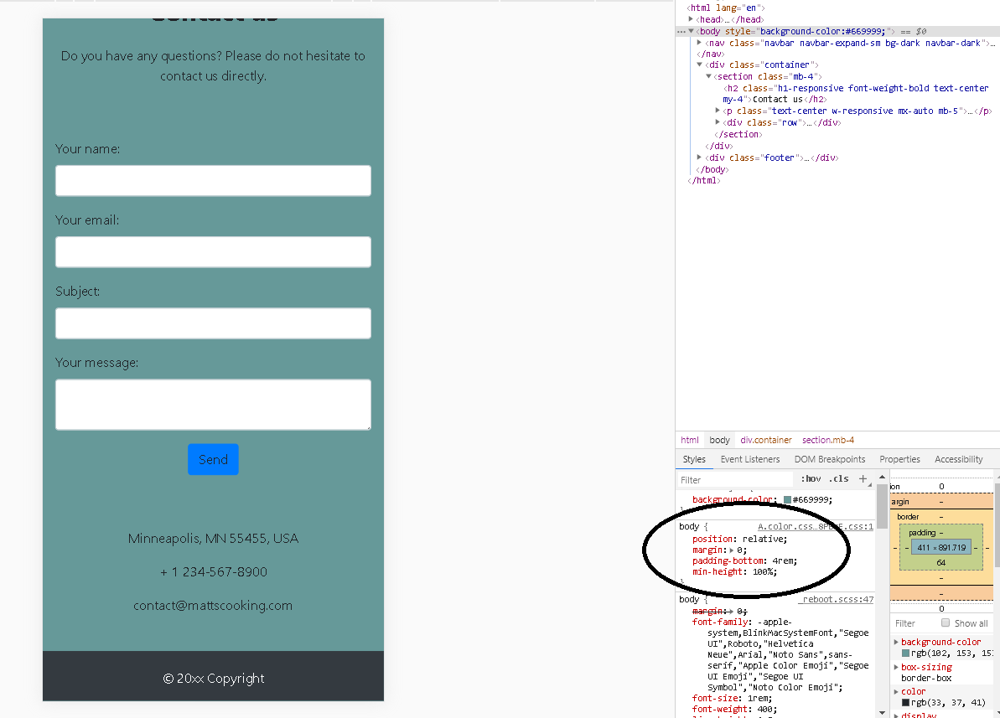 Contact us
Do you have any questions? Please do not hesitate to
contact us directly.
Your name:
Your email:
Subject:
Your message:
Send
Minneapolis, MN 55455, USA
+ 1 234-567-8900
contact@mattscooking.com
© 20xx Copyright
<html lang="en">
▶<head>…</head>
…▼<body style="background-color:#669999;"> == $0
▶<nav class="navbar navbar-expand-sm bg-dark navbar-dark">…
</nav>
▼<div class="container">
▼<section class="mb-4">
<h2 class="h1-responsive font-weight-bold text-center
my-4">Contact us</h2>
▶<p class="text-center w-responsive mx-auto mb-5">…</p>
▶<div class="row">…</div>
</section>
</div>
▶<div class="footer">…</div>
</body>
</html>
html body div.container section.mb-4
Styles Event Listeners DOM Breakpoints Properties Accessibility
Filter :hov .cls +
background-color: #669999;
}
body { A.color.css…
position: relative;
margin:▶ 0;
padding-bottom: 4rem;
min-height: 100%;
}
body { _reboot.scss:47
margin:▶ 0;
font-family: -apple-
system,BlinkMacSystemFont,"Segoe
UI",Roboto,"Helvetica
Neue",Arial,"Noto Sans",sans-
serif,"Apple Color Emoji","Segoe
UI Emoji","Segoe UI
Symbol","Noto Color Emoji";
font-size: 1rem;
font-weight: 400;
ion 0
argin –
border –
padding –
– – 411 × 891.719 – –
64
–
–
0
Filter Show all
▶background-color
rgb(102, 153, 15
▶box-sizing
border-box
▶color
rgb(33, 37, 41)
▶display